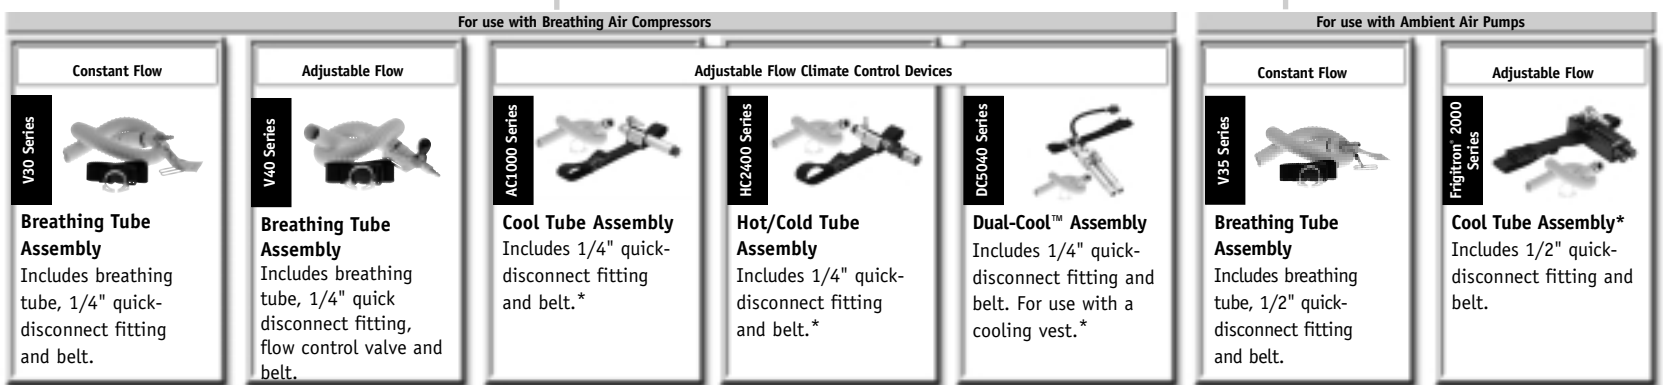 For use with Breathing Air Compressors
Constant Flow
V30 Series
Breathing Tube
Assembly
Includes breathing
tube, 1/4" quick-
disconnect fitting
and belt.
Adjustable Flow
V40 Series
Breathing Tube
Assembly
Includes breathing
tube, 1/4" quick
disconnect fitting,
flow control valve and
belt.
Adjustable Flow Climate Control Devices
AC1000 Series
Cool Tube Assembly
Includes 1/4" quick-
disconnect fitting
and belt.*
HC2400 Series
Hot/Cold Tube
Assembly
Includes 1/4" quick-
disconnect fitting
and belt.*
DC5040 Series
Dual-Cool™ Assembly
Includes 1/4" quick-
disconnect fitting and
belt. For use with a
cooling vest.*
For use with Ambient Air Pumps
Constant Flow
V35 Series
Breathing Tube
Assembly
Includes breathing
tube, 1/2" quick-
disconnect fitting
and belt.
Adjustable Flow
Frigitron® 2000
Series
Cool Tube Assembly*
Includes 1/2" quick-
disconnect fitting and
belt.